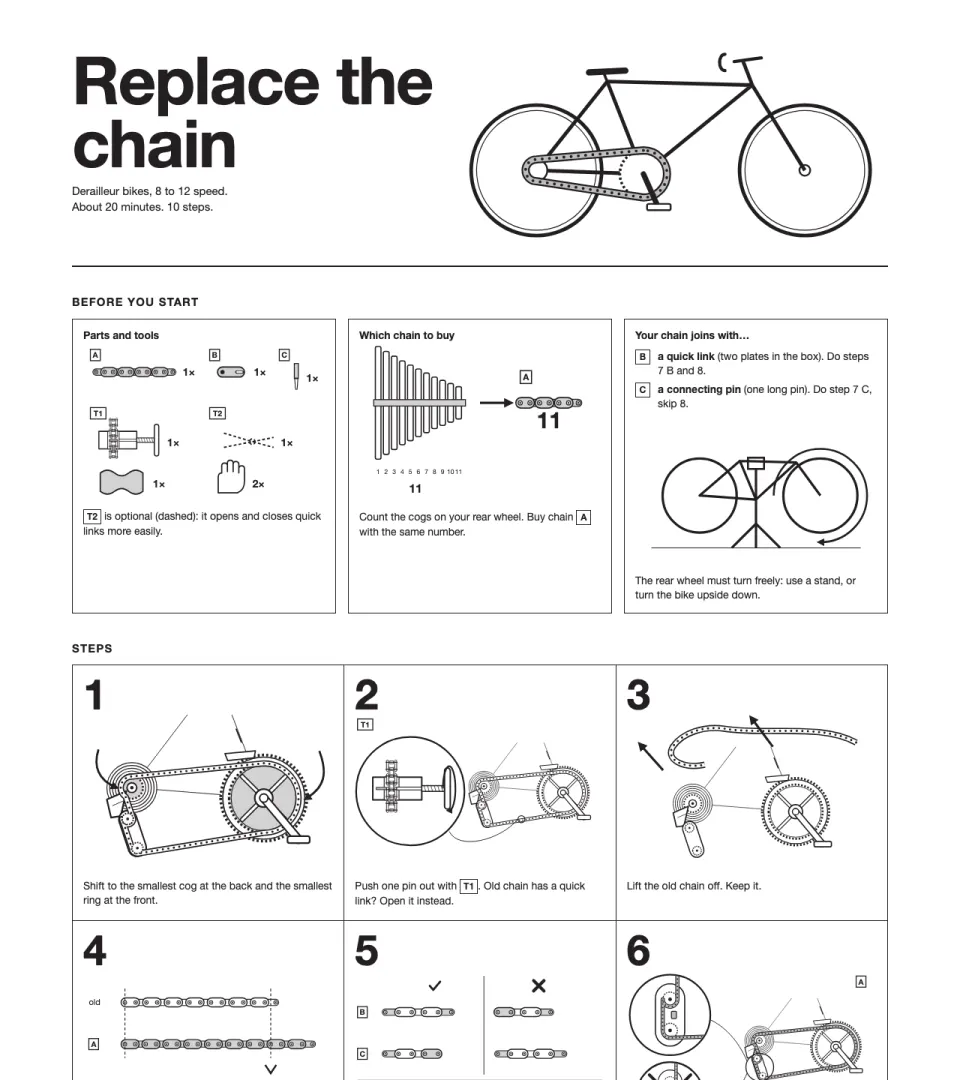 Replace the
chain
Derailleur bikes, 8 to 12 speed.
About 20 minutes. 10 steps.
BEFORE YOU START
Parts and tools
A
1×
B
1×
C
1×
T1
1×
T2
1×
1×
2×
T2 is optional (dashed): it opens and closes quick
links more easily.
Which chain to buy
A
11
1 2 3 4 5 6 7 8 9 10 11
11
Count the cogs on your rear wheel. Buy chain A
with the same number.
Your chain joins with…
B a quick link (two plates in the box). Do steps
7 B and 8.
C a connecting pin (one long pin). Do step 7 C,
skip 8.
The rear wheel must turn freely: use a stand, or
turn the bike upside down.
STEPS
1
Shift to the smallest cog at the back and the smallest
ring at the front.
2
T1
Push one pin out with T1. Old chain has a quick
link? Open it instead.
3
Lift the old chain off. Keep it.
4
old
A
5
B
C
6
A